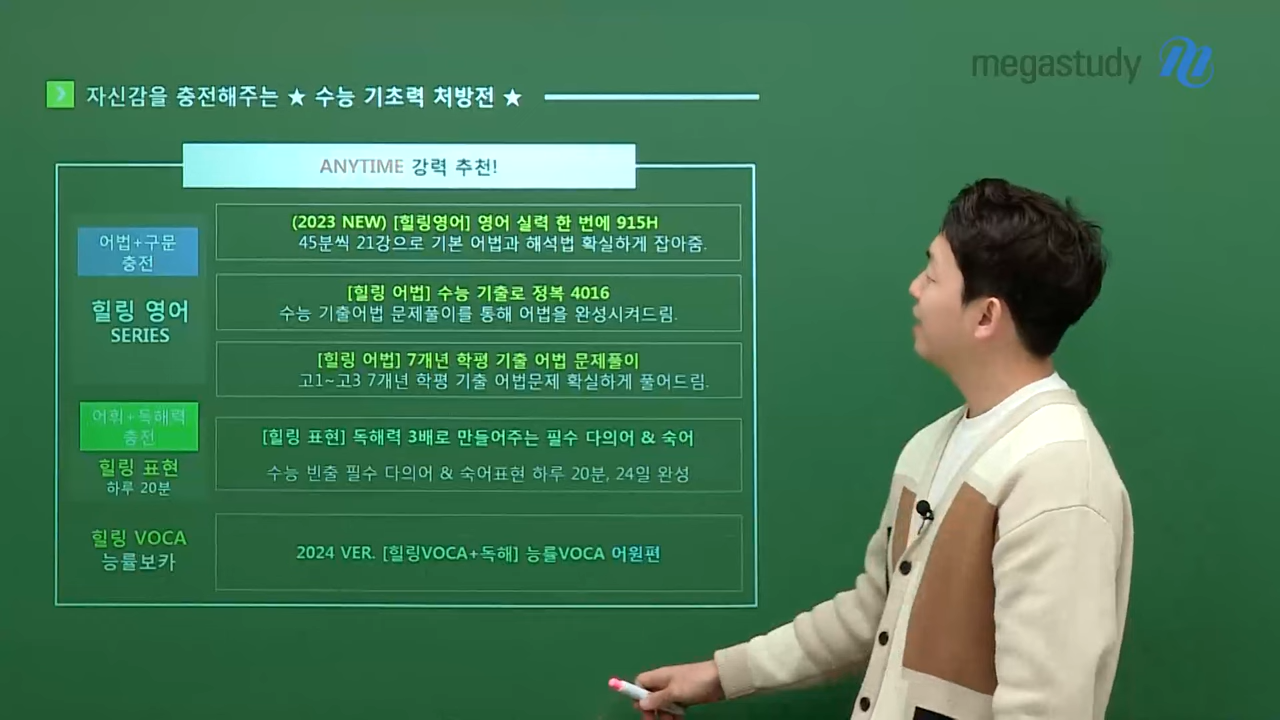 megastudy
자신감을 충전해주는 ★ 수능 기초력 처방전 ★
ANYTIME 강력 추천!
어법+구문
충전
힐링 영어
SERIES
(2023 NEW) [힐링영어] 영어 실력 한 번에 915H
45분씩 21강으로 기본 어법과 해석법 확실하게 잡아줌.
[힐링 어법] 수능 기출로 정복 4016
수능 기출어법 문제풀이를 통해 어법을 완성시켜드림.
[힐링 어법] 7개년 학평 기출 어법 문제풀이
고1~고3 7개년 학평 기출 어법문제 확실하게 풀어드림.
어휘+독해력
충전
힐링 표현
하루 20분
[힐링 표현] 독해력 3배로 만들어주는 필수 다의어 & 숙어
수능 빈출 필수 다의어 & 숙어표현 하루 20분, 24일 완성
힐링 VOCA
능률보카
2024 VER. [힐링VOCA+독해] 능률VOCA 어원편